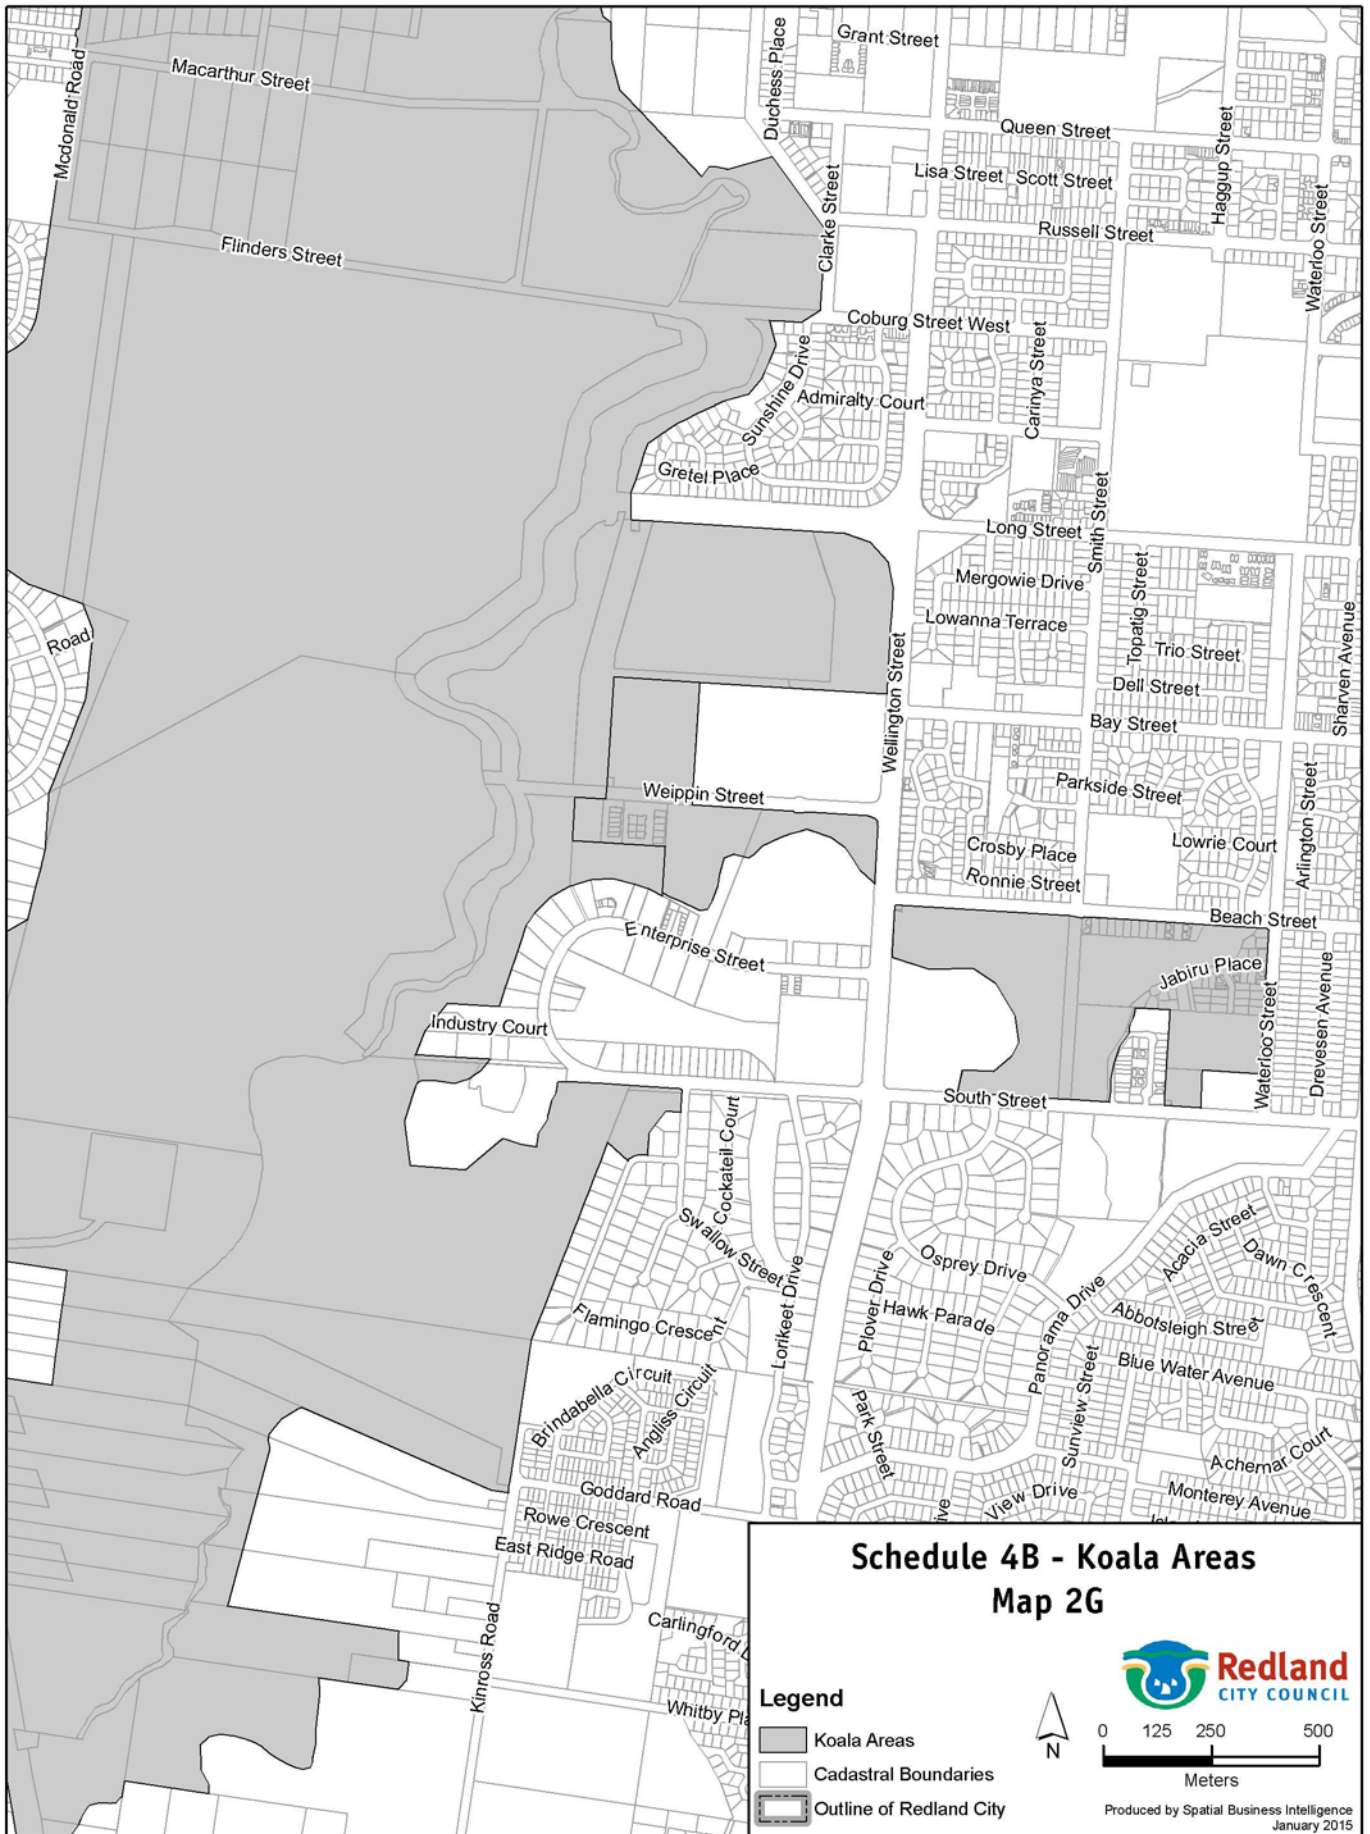 Grant Street
Duchess Place
Mcdonald Road
Macarthur Street
Queen Street
Haggup Street
Lisa Street
Scott Street
Clarke Street
Waterloo Street
Russell Street
Flinders Street
Coburg Street West
Carinya Street
Sunshine Drive
Admiralty Court
Gretel Place
Smith Street
Long Street
Mergowie Drive
Topatig Street
Lowanna Terrace
Trio Street
Sharven Avenue
Road
Wellington Street
Dell Street
Bay Street
Parkside Street
Weippin Street
Arlington Street
Lowrie Court
Crosby Place
Ronnie Street
Beach Street
Enterprise Street
Jabiru Place
Drevesen Avenue
Industry Court
Waterloo Street
South Street
Cockateil Court
Swallow Street
Acacia Street
Dawn Crescent
Osprey Drive
Plover Drive
Lorikeet Drive
Hawk Parade
Panorama Drive
Abbotsleigh Street
Flamingo Crescent
Blue Water Avenue
Sunview Street
Brindabella Circuit
Angliss Circuit
Park Street
Achernar Court
Goddard Road
View Drive
Monterey Avenue
ive
Rowe Crescent
East Ridge Road
Carlingford
Kinross Road
Whitby Pla
Schedule 4B - Koala Areas
Map 2G
Redland
CITY COUNCIL
Legend
Koala Areas
Cadastral Boundaries
Outline of Redland City
N
0 125 250 500
Meters
Produced by Spatial Business Intelligence
January 2015